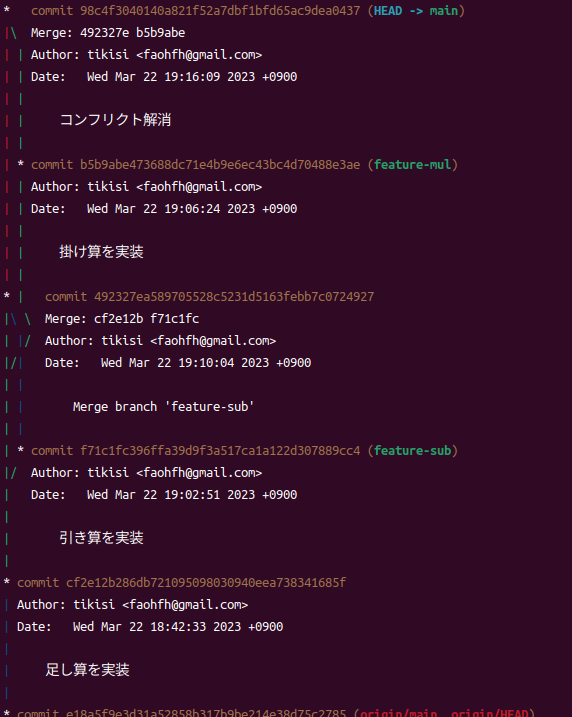 * commit 98c4f3040140a821f52a7dbf1bfd65ac9dea0437 (HEAD -> main)
|\ Merge: 492327e b5b9abe
| | Author: tikisi <faohfh@gmail.com>
| | Date: Wed Mar 22 19:16:09 2023 +0900
| |
| | コンフリクト解消
| |
| * commit b5b9abe473688dc71e4b9e6ec43bc4d70488e3ae (feature-mul)
| | Author: tikisi <faohfh@gmail.com>
| | Date: Wed Mar 22 19:06:24 2023 +0900
| |
| | 掛け算を実装
| |
* | commit 492327ea589705528c5231d5163febb7c0724927
|\ \ Merge: cf2e12b f71c1fc
| |/ Author: tikisi <faohfh@gmail.com>
|/| Date: Wed Mar 22 19:10:04 2023 +0900
| |
| | Merge branch 'feature-sub'
| |
| * commit f71c1fc396ffa39d9f3a517ca1a122d307889cc4 (feature-sub)
|/ Author: tikisi <faohfh@gmail.com>
| Date: Wed Mar 22 19:02:51 2023 +0900
|
| 引き算を実装
|
* commit cf2e12b286db721095098030940eea738341685f
| Author: tikisi <faohfh@gmail.com>
| Date: Wed Mar 22 18:42:33 2023 +0900
|
| 足し算を実装
|
* commit e18a5f9e3d31a52858b317b9be214e38d75c2785 (origin/main, origin/HEAD)